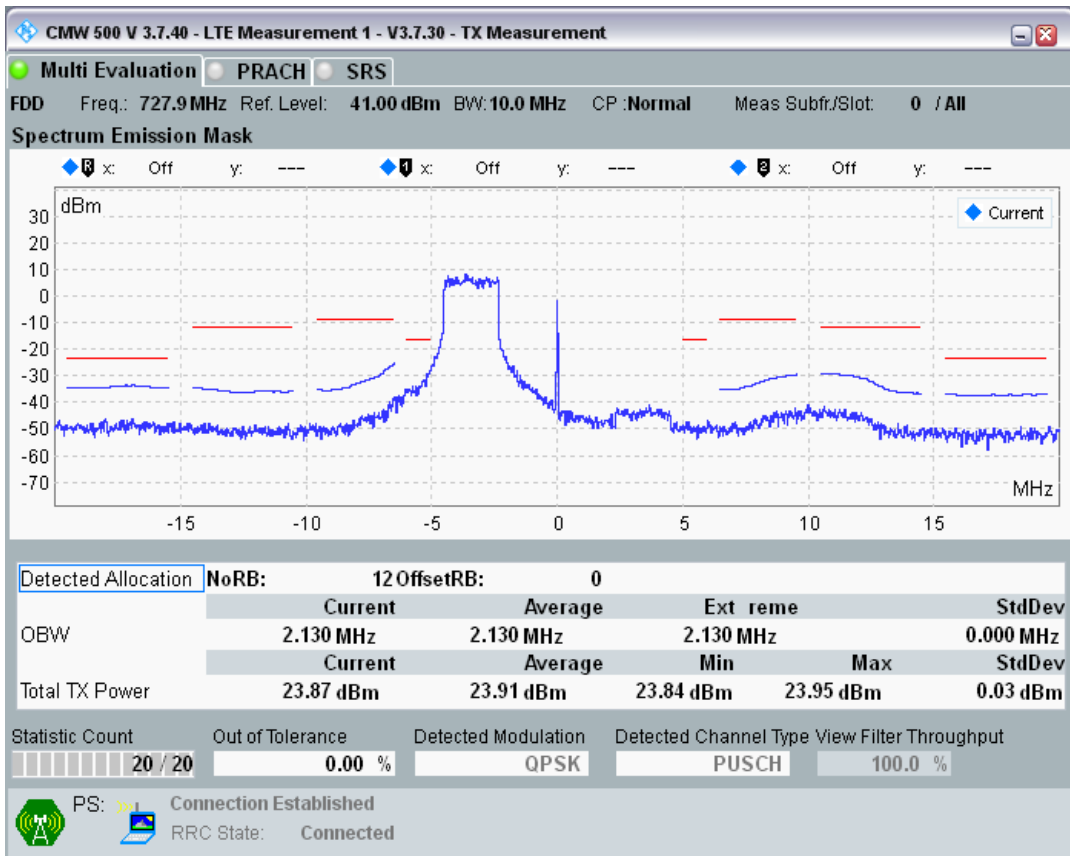 CMW 500 V 3.7.40 - LTE Measurement 1 - V3.7.30 - TX Measurement
Multi Evaluation PRACH SRS
FDD Freq.: 727.9 MHz Ref. Level: 41.00 dBm BW: 10.0 MHz CP :Normal Meas Subfr./Slot: 0 / All
Spectrum Emission Mask
R x: Off y: --- 1 x: Off y: --- 2 x: Off y: ---
dBm
Current
30
20
10
0
-10
-20
-30
-40
-50
-60
-70
MHz
-15 -10 -5 0 5 10 15
Detected Allocation NoRB: 12 OffsetRB: 0
Current Average Ext reme StdDev
OBW 2.130 MHz 2.130 MHz 2.130 MHz 0.000 MHz
Current Average Min Max StdDev
Total TX Power 23.87 dBm 23.91 dBm 23.84 dBm 23.95 dBm 0.03 dBm
Statistic Count Out of Tolerance Detected Modulation Detected Channel Type View Filter Throughput
20 / 20 0.00 % QPSK PUSCH 100.0 %
PS: Connection Established
RRC State: Connected